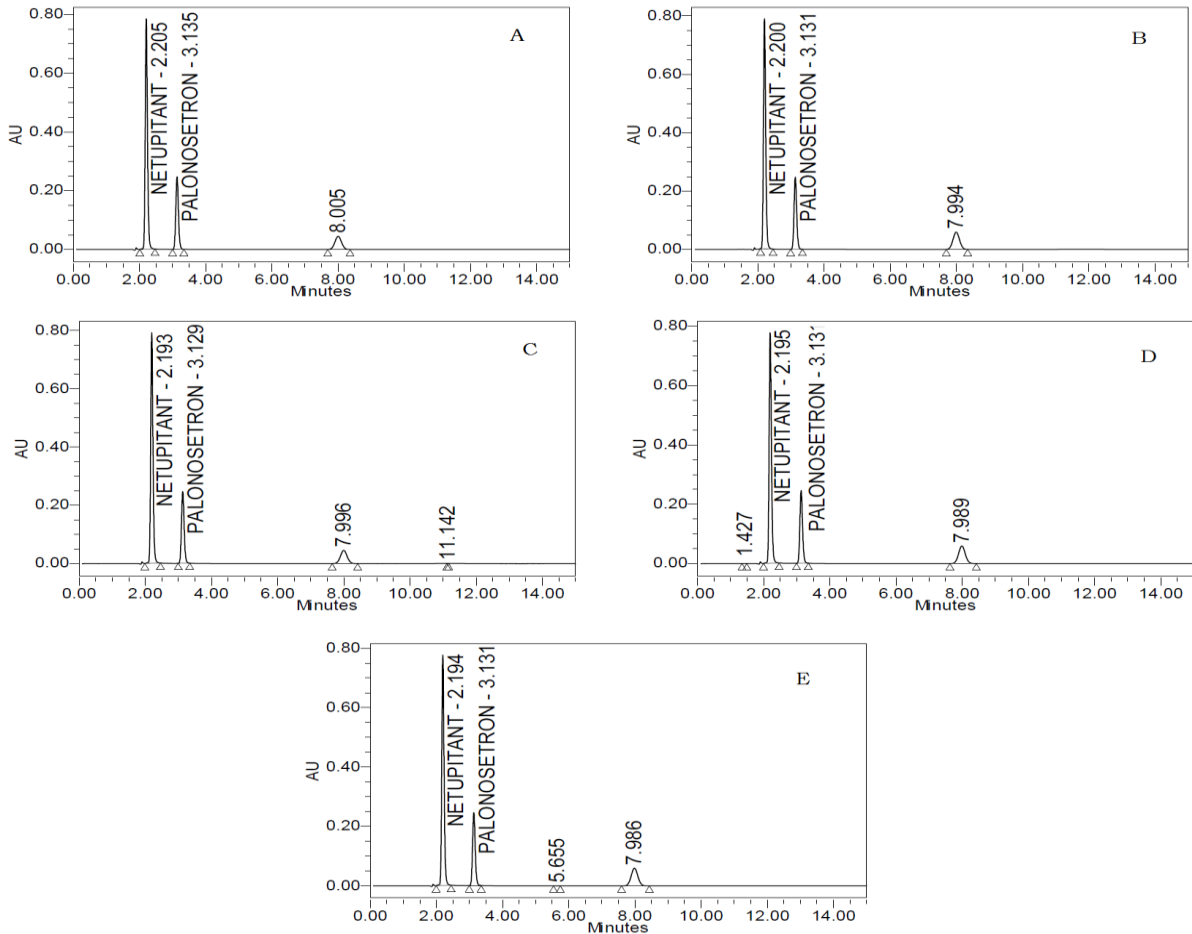 A
0.80
0.60
0.40
0.20
0.00
AU
NETUPITANT - 2.205
PALONOSETRON - 3.135
8.005
0.00 2.00 4.00 6.00 8.00 10.00 12.00 14.00
Minutes
B
0.80
0.60
0.40
0.20
0.00
AU
NETUPITANT - 2.200
PALONOSETRON - 3.131
7.994
0.00 2.00 4.00 6.00 8.00 10.00 12.00 14.00
Minutes
C
0.80
0.60
0.40
0.20
0.00
AU
NETUPITANT - 2.193
PALONOSETRON - 3.129
7.996
11.142
0.00 2.00 4.00 6.00 8.00 10.00 12.00 14.00
Minutes
D
0.80
0.60
0.40
0.20
0.00
AU
1.427
NETUPITANT - 2.195
PALONOSETRON - 3.131
7.989
0.00 2.00 4.00 6.00 8.00 10.00 12.00 14.00
Minutes
E
0.80
0.60
0.40
0.20
0.00
AU
NETUPITANT - 2.194
PALONOSETRON - 3.131
5.655
7.986
0.00 2.00 4.00 6.00 8.00 10.00 12.00 14.00
Minutes